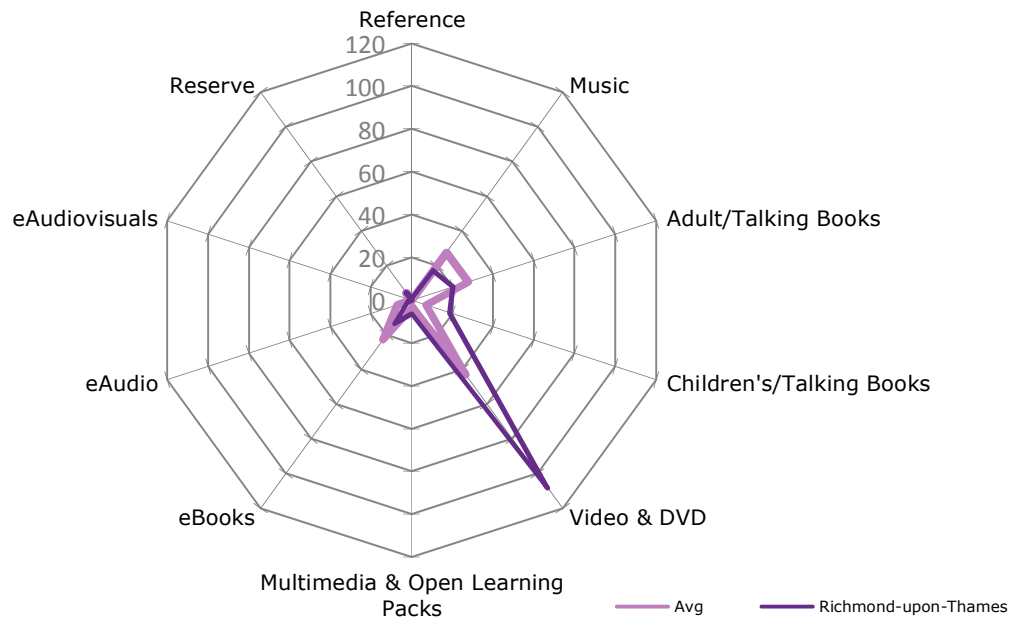 Reference
120
100
80
60
40
20
0
Music
Adult/Talking Books
Children's/Talking Books
Video & DVD
Multimedia & Open Learning
Packs
eBooks
eAudio
eAudiovisuals
Reserve
Avg
Richmond-upon-Thames